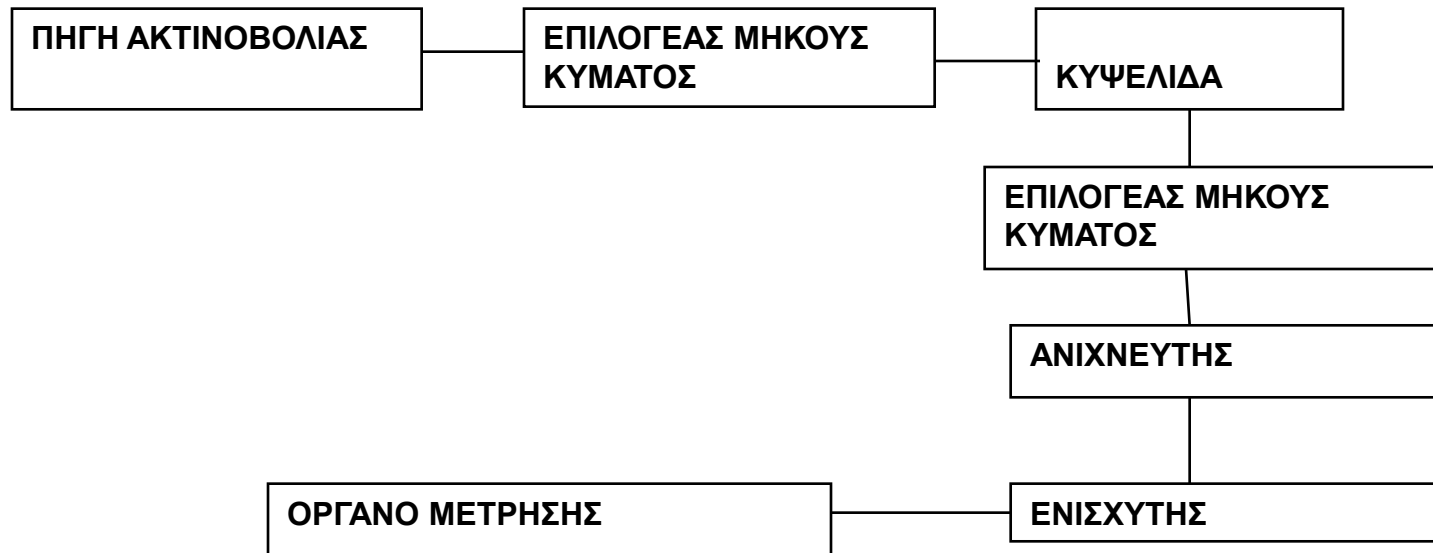 ΠΗΓΗ ΑΚΤΙΝΟΒΟΛΙΑΣ
ΕΠΙΛΟΓΕΑΣ ΜΗΚΟΥΣ
ΚΥΜΑΤΟΣ
ΚΥΨΕΛΙΔΑ
ΕΠΙΛΟΓΕΑΣ ΜΗΚΟΥΣ
ΚΥΜΑΤΟΣ
ΑΝΙΧΝΕΥΤΗΣ
ΕΝΙΣΧΥΤΗΣ
ΟΡΓΑΝΟ ΜΕΤΡΗΣΗΣ